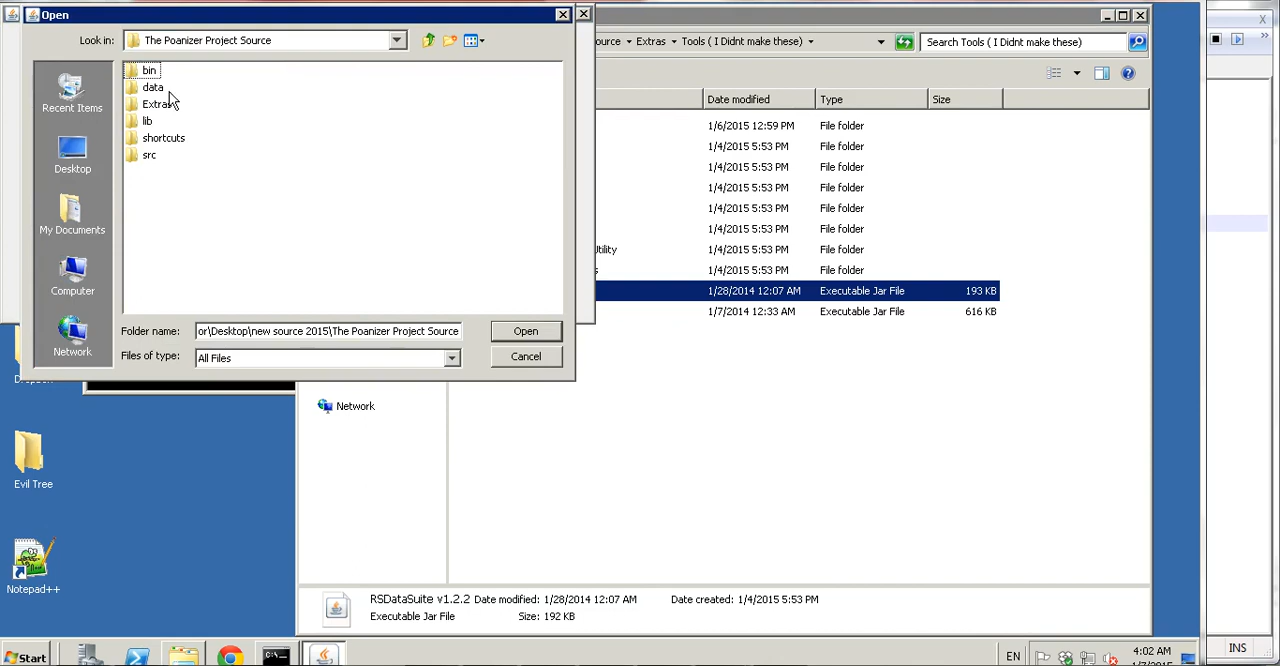 Open
Look in:
The Poanizer Project Source
bin
data
Extras
lib
shortcuts
src
Recent Items
Desktop
My Documents
Computer
Network
Folder name:
or\Desktop\new source 2015\The Poanizer Project Source
Open
Files of type:
All Files
Cancel
ource ▸ Extras ▸ Tools ( I Didnt make these)
Search Tools ( I Didnt make these)
Date modified
Type
Size
1/6/2015 12:59 PM File folder
1/4/2015 5:53 PM File folder
1/4/2015 5:53 PM File folder
1/4/2015 5:53 PM File folder
1/4/2015 5:53 PM File folder
1/4/2015 5:53 PM File folder
Utility 1/4/2015 5:53 PM File folder
s 1/4/2015 5:53 PM File folder
1/28/2014 12:07 AM Executable Jar File 193 KB
1/7/2014 12:33 AM Executable Jar File 616 KB
Network
Evil Tree
Notepad++
RSDataSuite v1.2.2 Date modified: 1/28/2014 12:07 AM Date created: 1/4/2015 5:53 PM
Executable Jar File Size: 192 KB
Start
EN
4:02 AM
INS